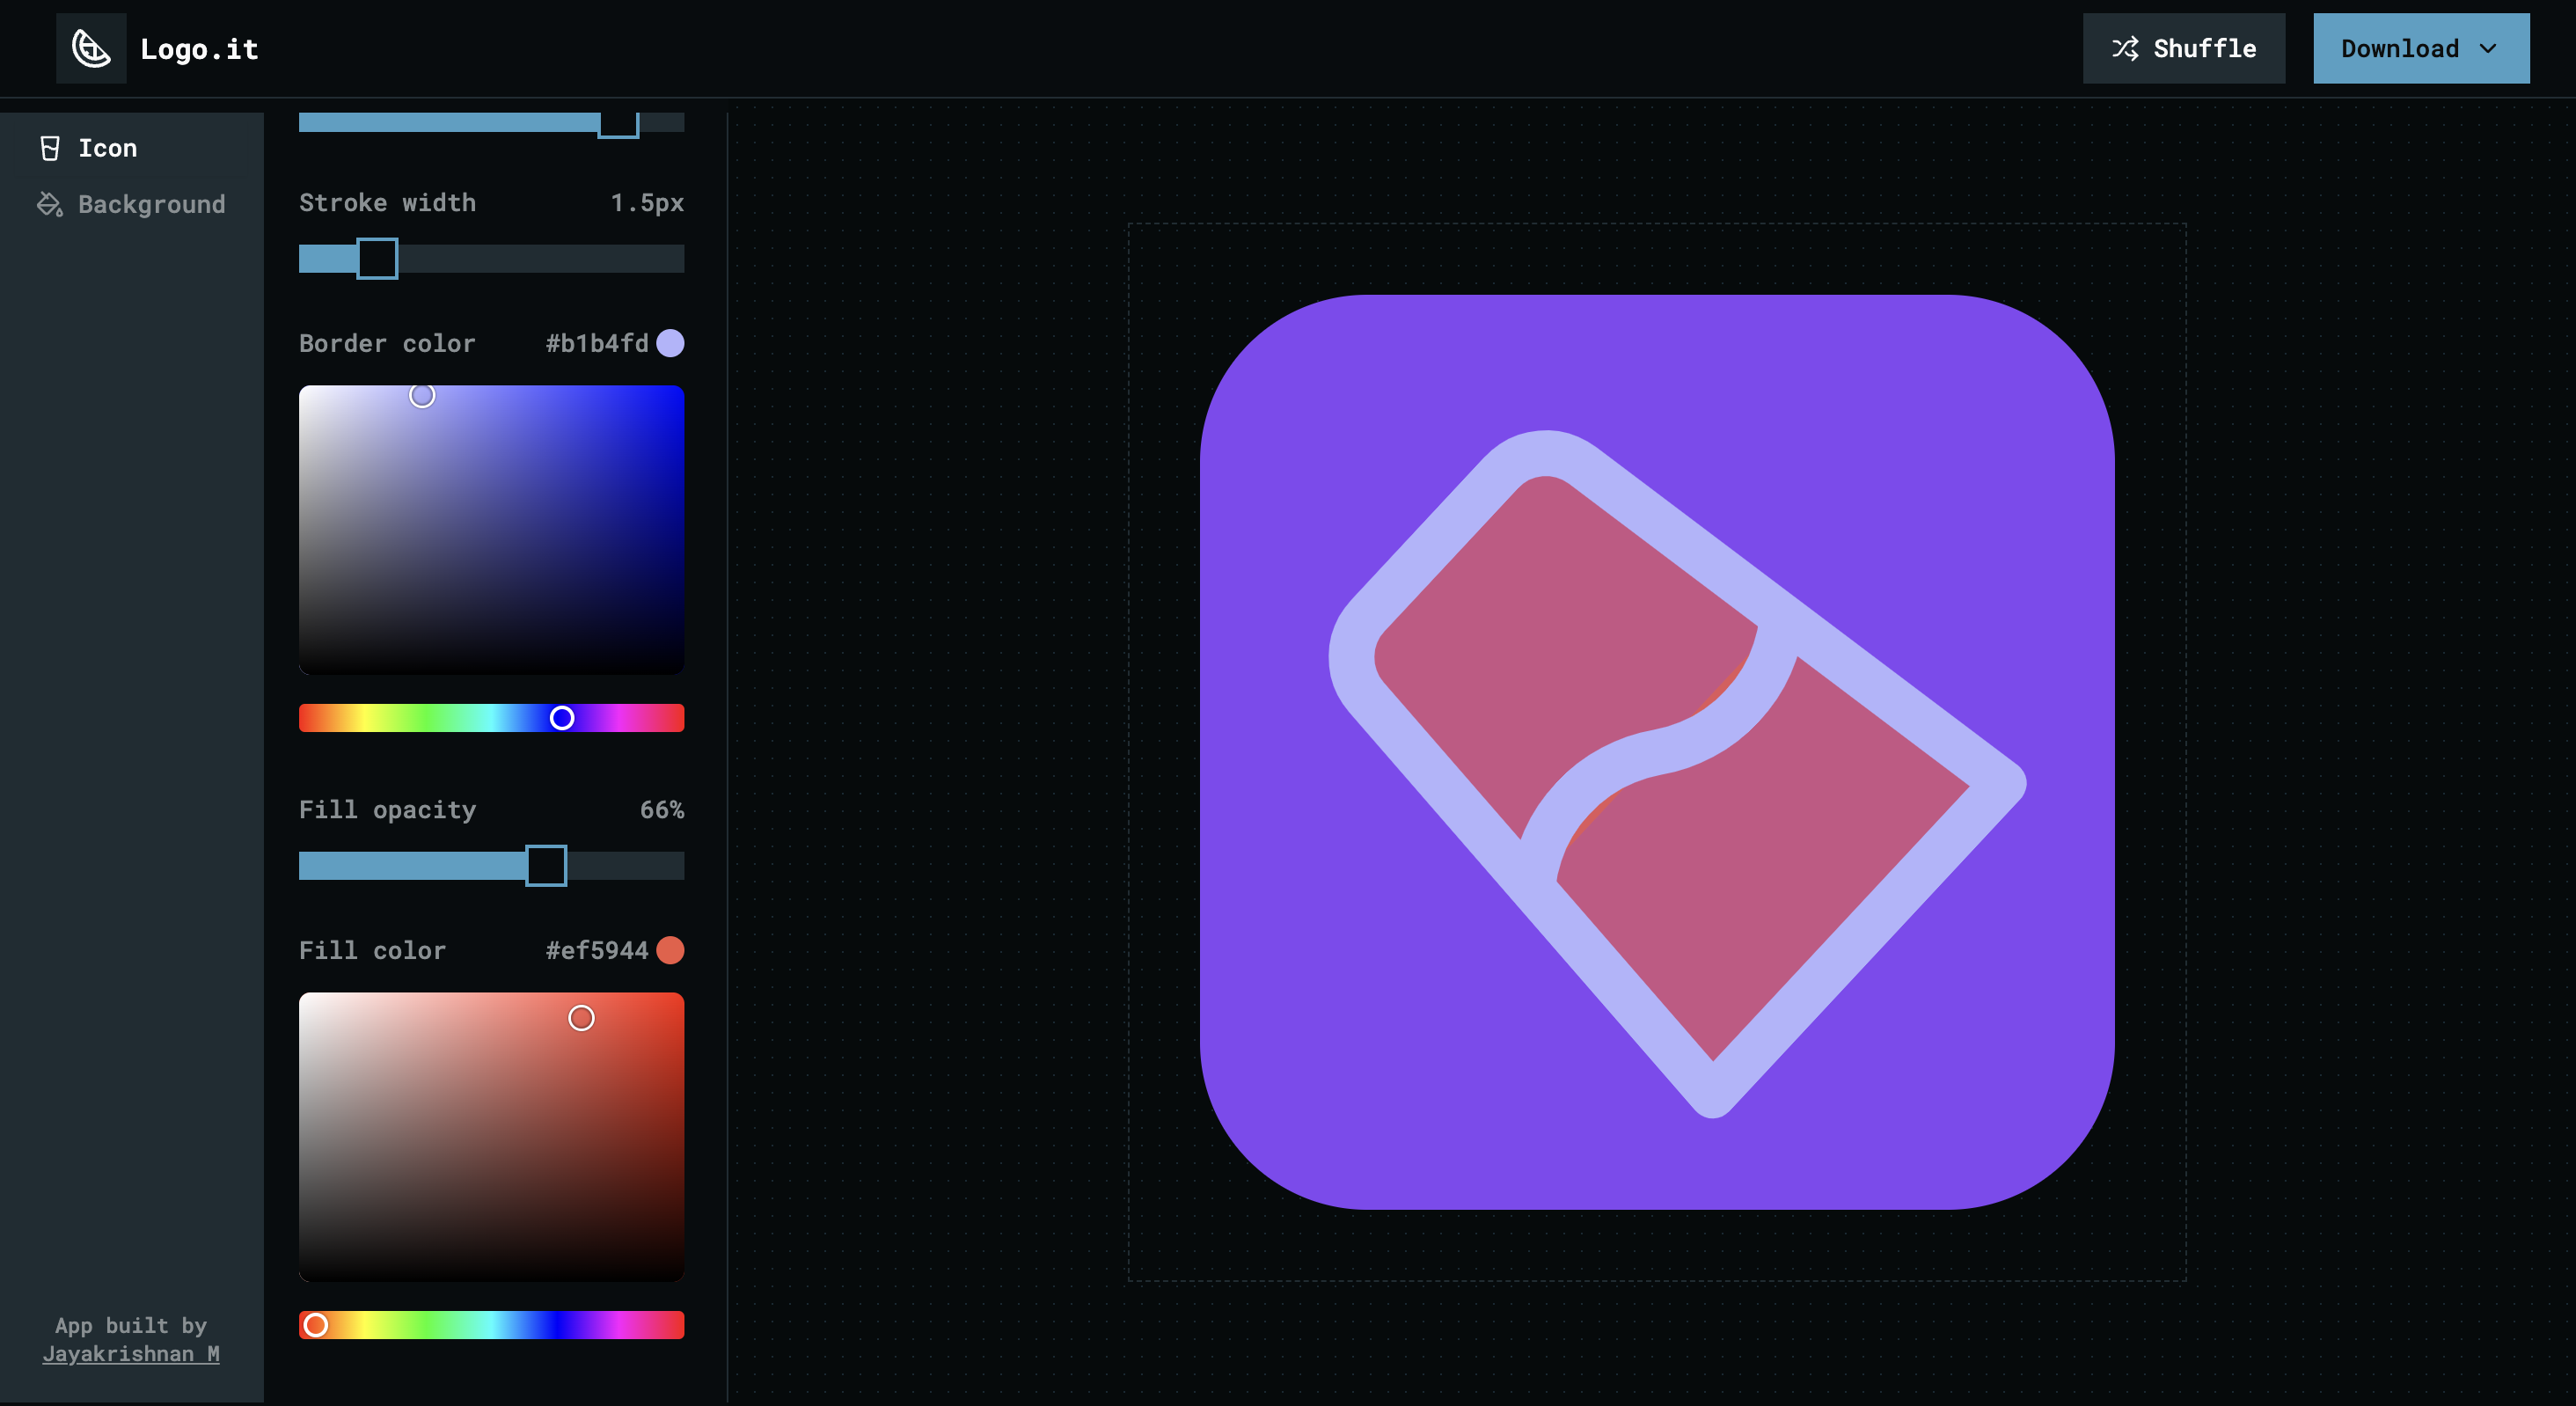 Logo.it
Shuffle
Download
Icon
Background
Stroke width 1.5px
Border color #b1b4fd
Fill opacity 66%
Fill color #ef5944
App built by
Jayakrishnan M